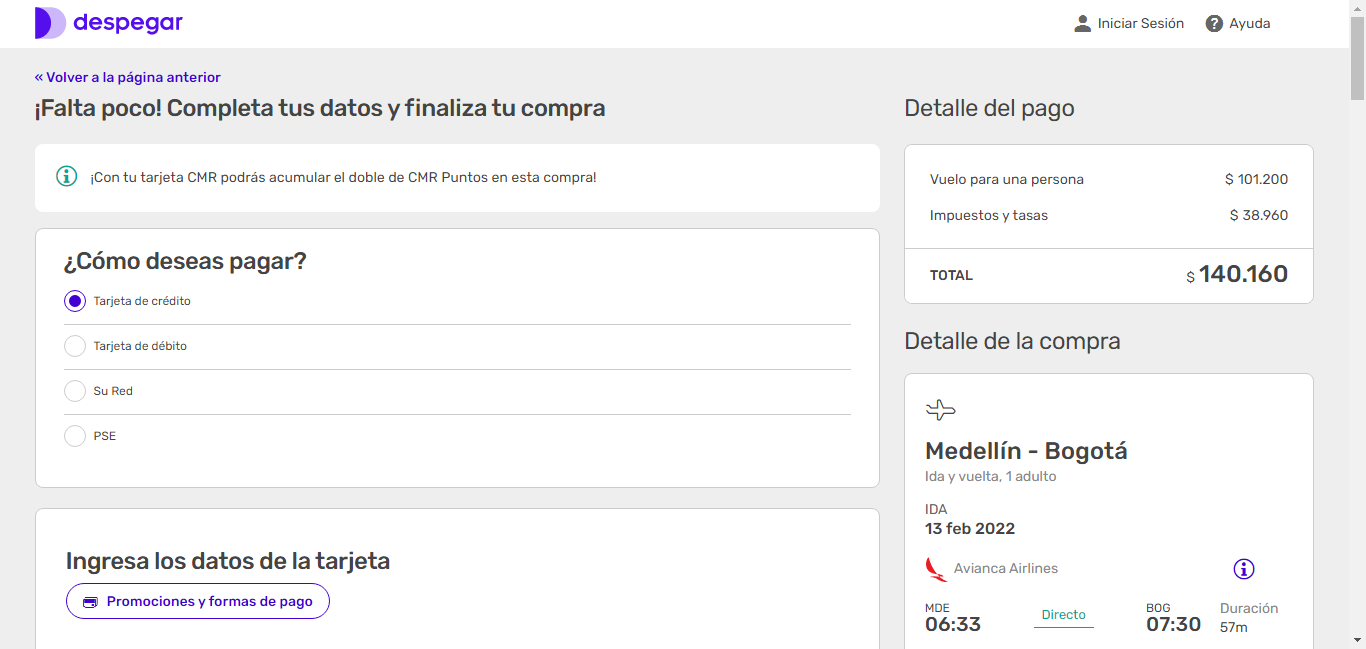 despegar
Iniciar Sesión
Ayuda
« Volver a la página anterior
¡Falta poco! Completa tus datos y finaliza tu compra
¡Con tu tarjeta CMR podrás acumular el doble de CMR Puntos en esta compra!
¿Cómo deseas pagar?
Tarjeta de crédito
Tarjeta de débito
Su Red
PSE
Ingresa los datos de la tarjeta
Promociones y formas de pago
Detalle del pago
Vuelo para una persona $ 101.200
Impuestos y tasas $ 38.960
TOTAL $ 140.160
Detalle de la compra
Medellín - Bogotá
Ida y vuelta, 1 adulto
IDA
13 feb 2022
Avianca Airlines
MDE
06:33
Directo
BOG
07:30
Duración
57m